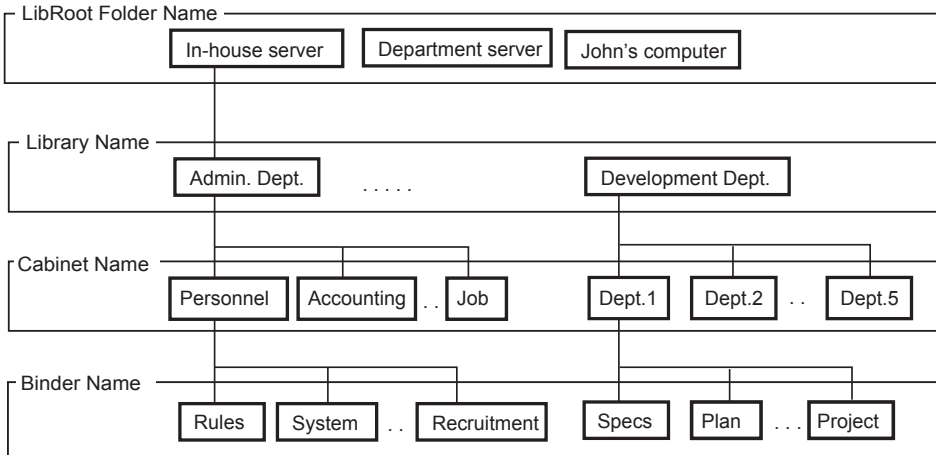 LibRoot Folder Name
In-house server Department server John's computer
Library Name
Admin. Dept. . . . . . Development Dept.
Cabinet Name
Personnel Accounting . . Job Dept.1 Dept.2 . . Dept.5
Binder Name
Rules System . . Recruitment Specs Plan . . . Project